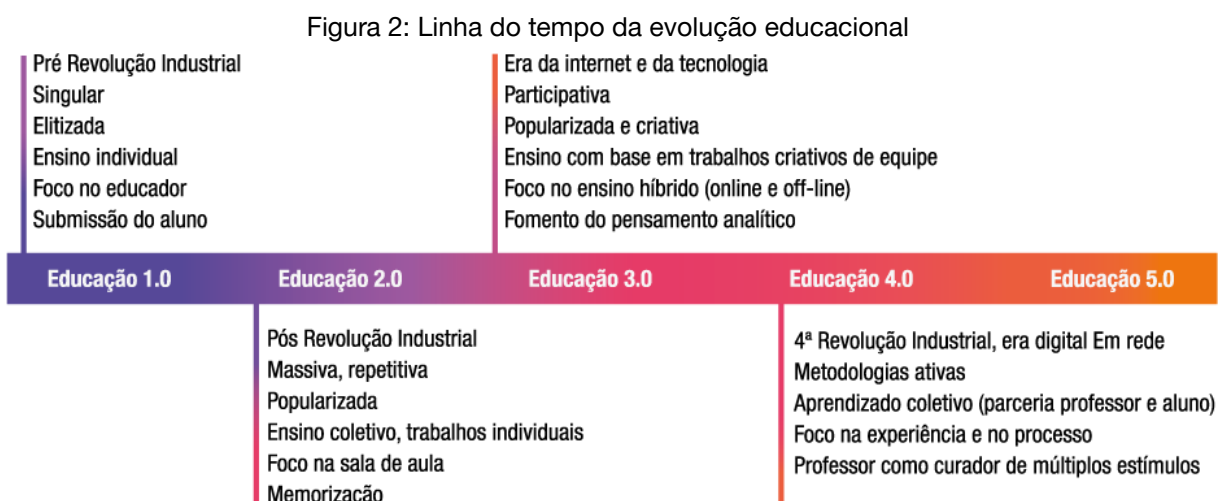 Figura 2: Linha do tempo da evolução educacional
Pré Revolução Industrial
Singular
Elitizada
Ensino individual
Foco no educador
Submissão do aluno
Era da internet e da tecnologia
Participativa
Popularizada e criativa
Ensino com base em trabalhos criativos de equipe
Foco no ensino híbrido (online e off-line)
Fomento do pensamento analítico
Educação 1.0
Educação 2.0
Educação 3.0
Educação 4.0
Educação 5.0
Pós Revolução Industrial
Massiva, repetitiva
Popularizada
Ensino coletivo, trabalhos individuais
Foco na sala de aula
Memorização
4ª Revolução Industrial, era digital Em rede
Metodologias ativas
Aprendizado coletivo (parceria professor e aluno)
Foco na experiência e no processo
Professor como curador de múltiplos estímulos